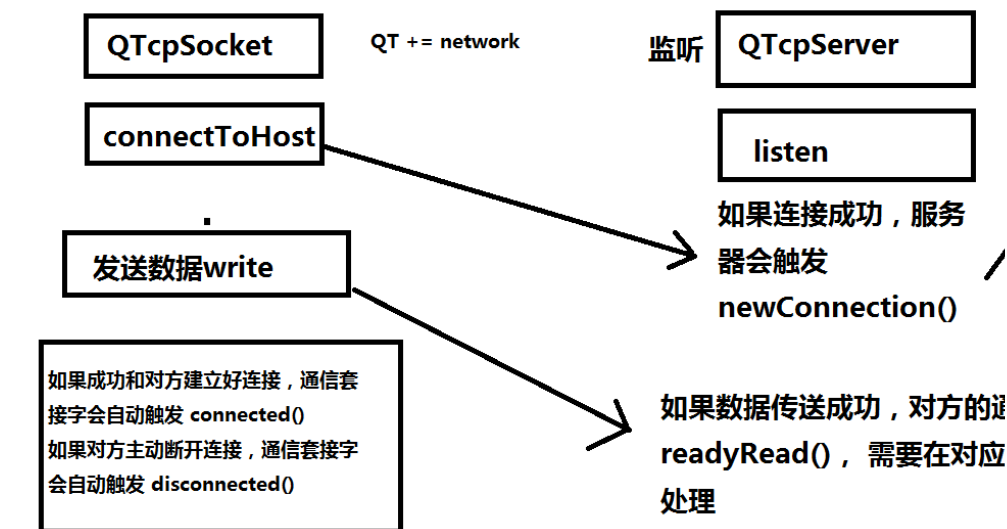 QTcpSocket
QT += network
监听
QTcpServer
connectToHost
listen
如果连接成功，服务
器会触发
newConnection()
发送数据write
如果成功和对方建立好连接，通信套
接字会自动触发 connected()
如果对方主动断开连接，通信套接字
会自动触发 disconnected()
如果数据传送成功，对方的通
readyRead()， 需要在对应
处理